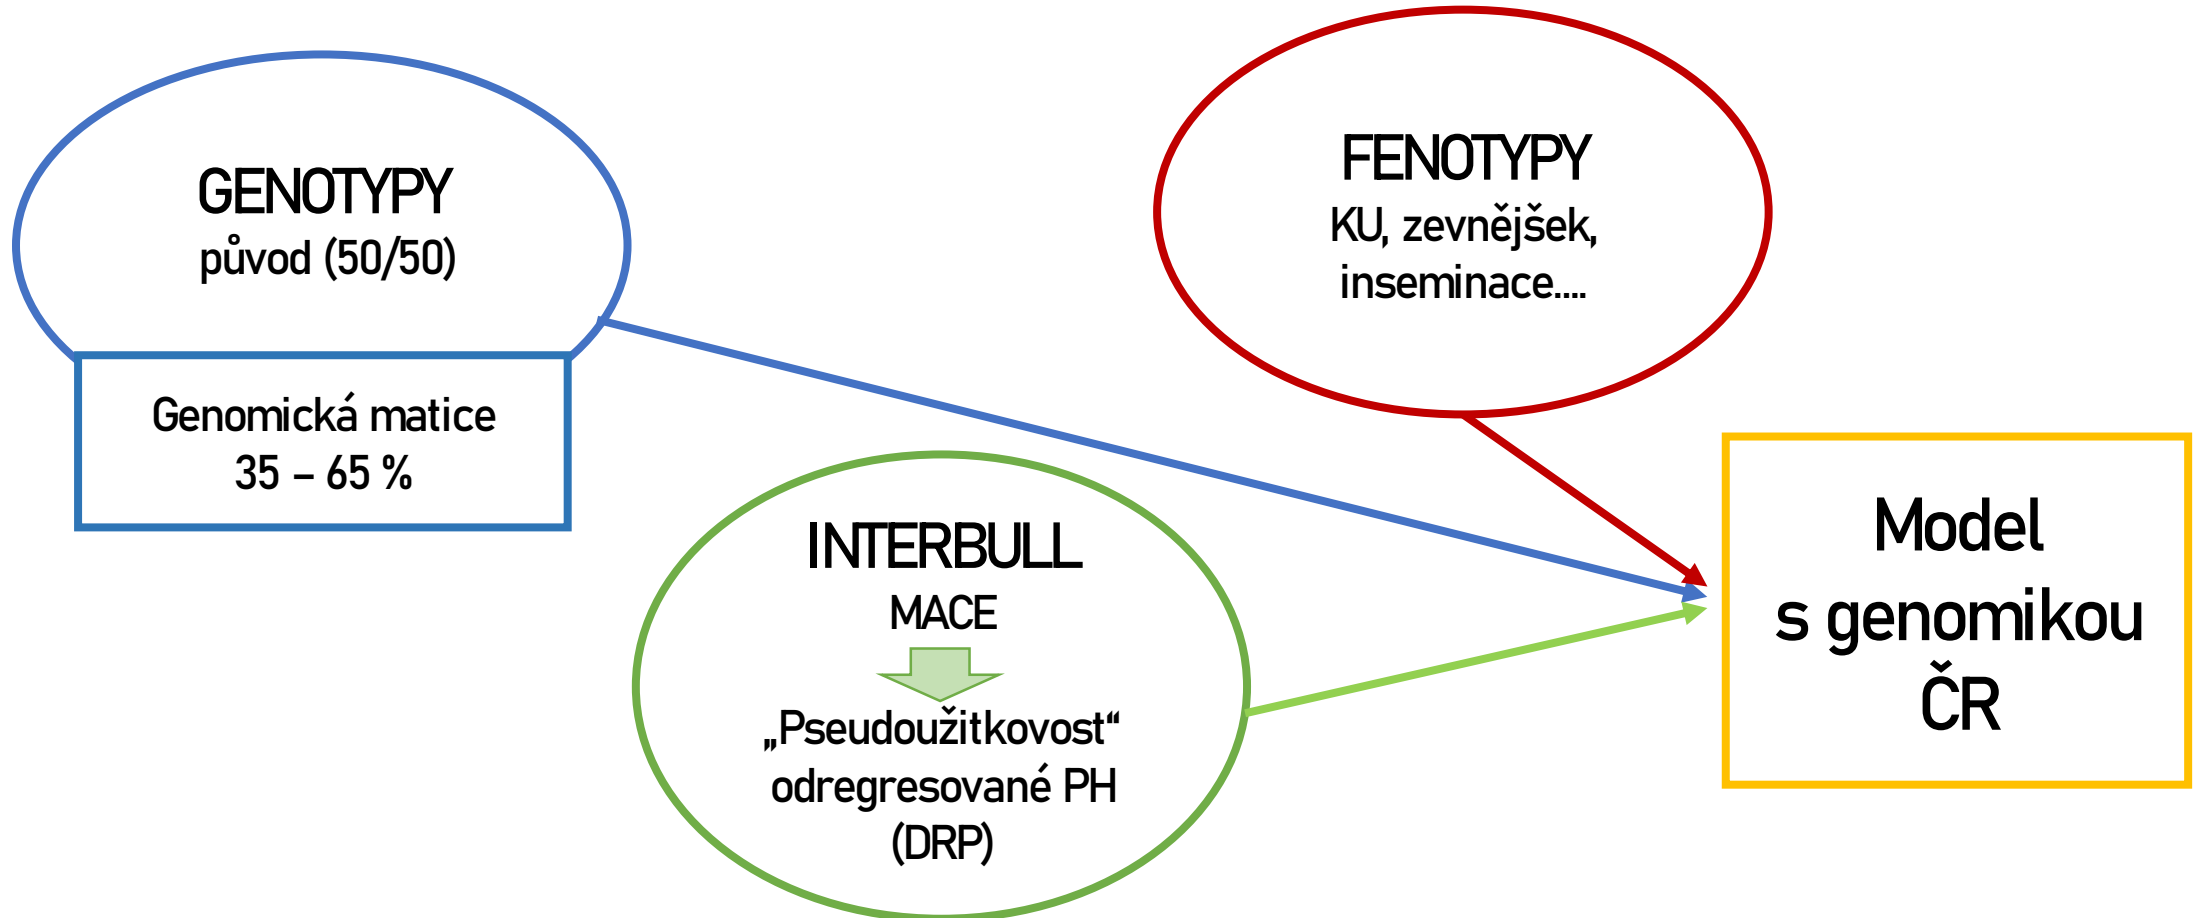 GENOTYPY
původ (50/50)
Genomická matice
35 – 65 %
FENOTYPY
KU, zevnějšek,
inseminace....
INTERBULL
MACE
„Pseudoužitkovost“
odregresované PH
(DRP)
Model
s genomikou
ČR